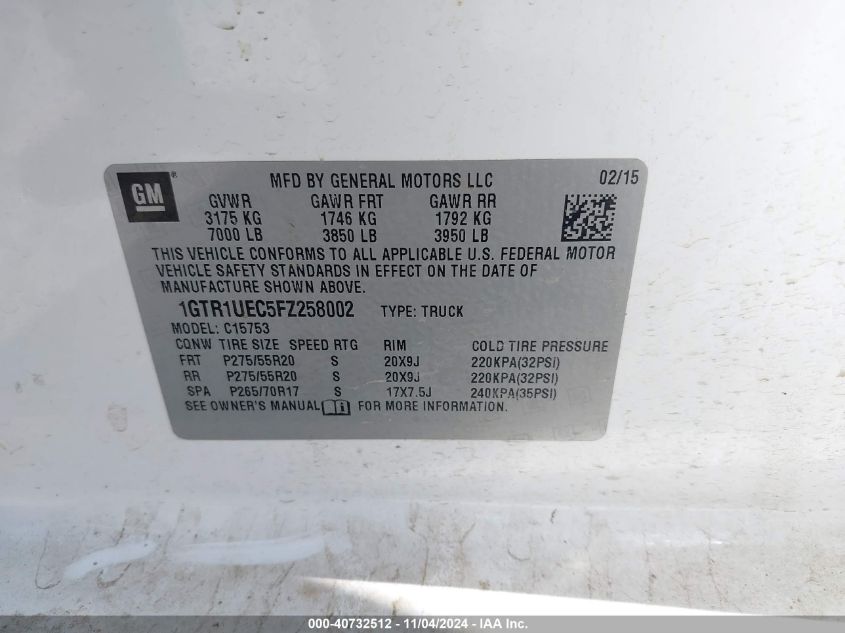 GM ®
MFD BY GENERAL MOTORS LLC 02/15
GVWR GAWR FRT GAWR RR
3175 KG 1746 KG 1792 KG
7000 LB 3850 LB 3950 LB
THIS VEHICLE CONFORMS TO ALL APPLICABLE U.S. FEDERAL MOTOR
VEHICLE SAFETY STANDARDS IN EFFECT ON THE DATE OF
MANUFACTURE SHOWN ABOVE.
1GTR1UEC5FZ258002 TYPE: TRUCK
MODEL: C15753
CQNW TIRE SIZE SPEED RTG RIM COLD TIRE PRESSURE
FRT P275/55R20 S 20X9J 220KPA(32PSI)
RR P275/55R20 S 20X9J 220KPA(32PSI)
SPA P265/70R17 S 17X7.5J 240KPA(35PSI)
SEE OWNER'S MANUAL FOR MORE INFORMATION.
000-40732512 - 11/04/2024 - IAA Inc.